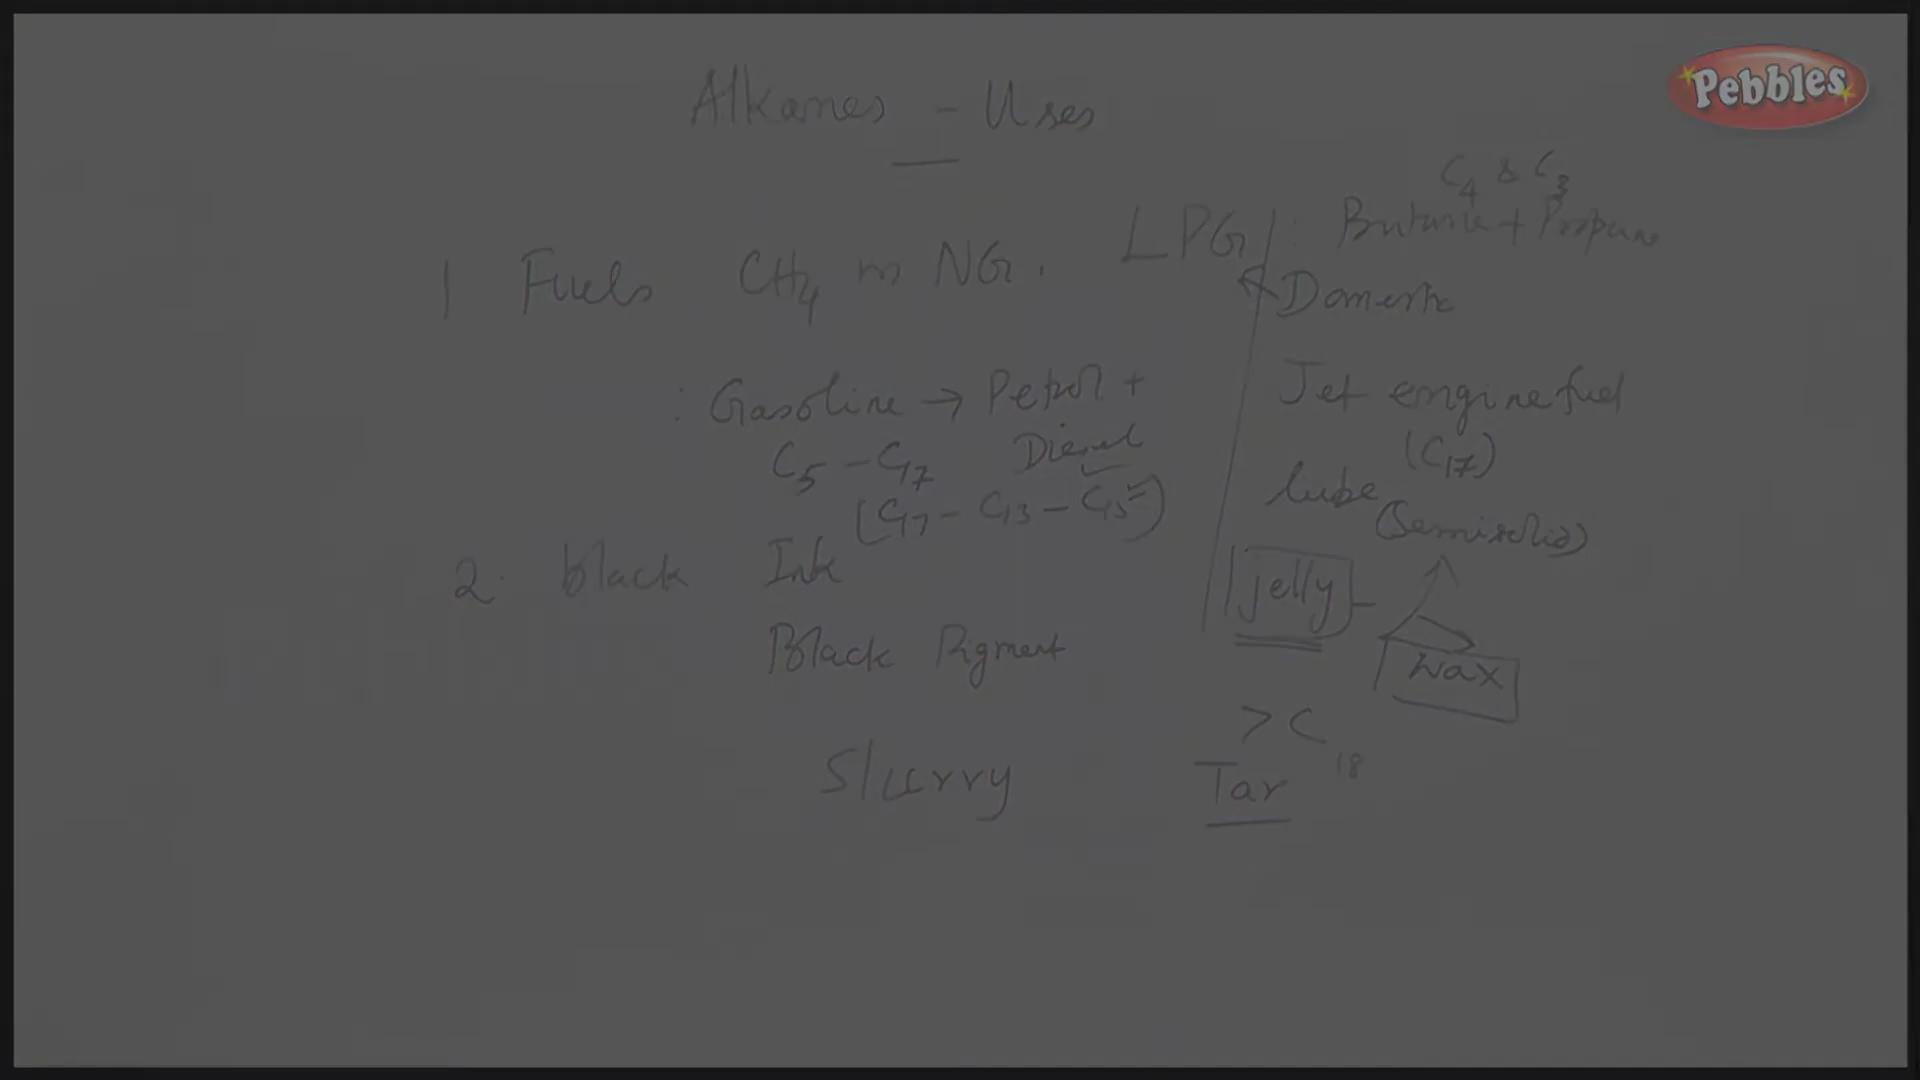 Pebbles
Alkanes - Uses
C4 & C3
1 Fuels CH4 in NG. LPG : Butane + Propane
Domestic
: Gasoline → Petrol +
Diesel
C5 - C17
(C17 - C13 - C15)
Jet engine fuel
(C17)
lube
(Semisolid)
2. black Ink
Black Pigment
jelly
wax
> C18
Slurry Tar